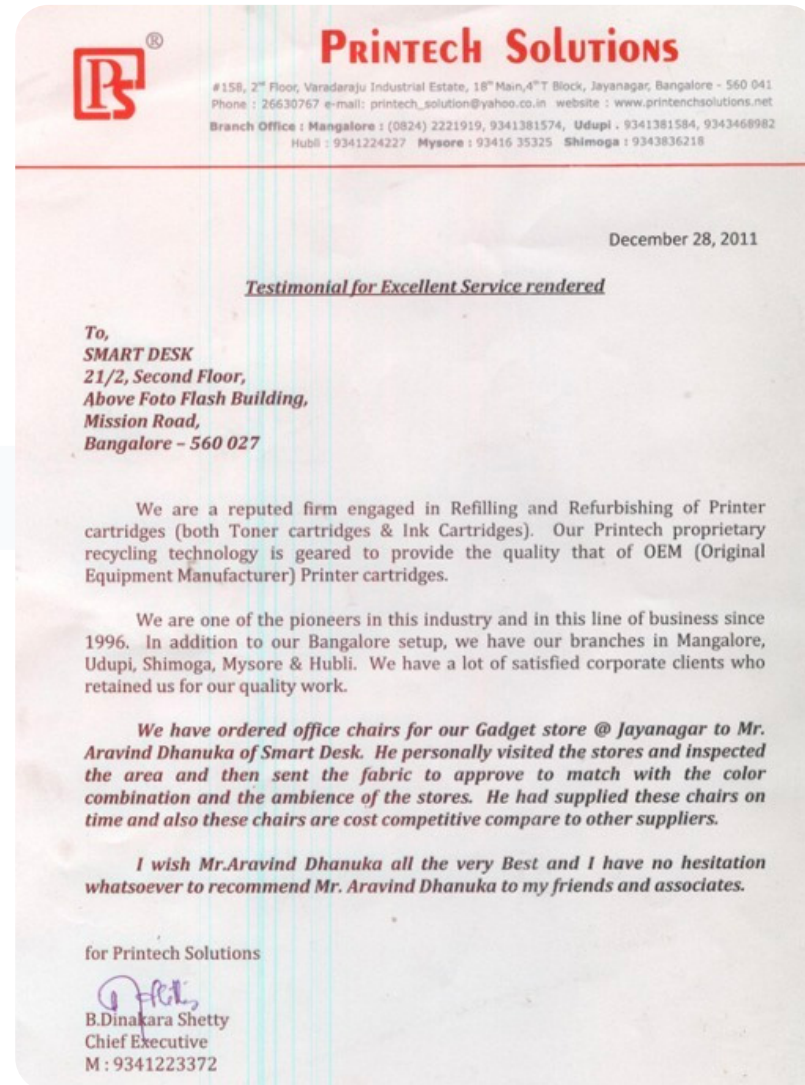 PS ®
PRINTECH SOLUTIONS
#158, 2nd Floor, Varadaraju Industrial Estate, 18th Main,4th T Block, Jayanagar, Bangalore - 560 041
Phone : 26630767 e-mail: printech_solution@yahoo.co.in website : www.printenchsolutions.net
Branch Office : Mangalore : (0824) 2221919, 9341381574, Udupi . 9341381584, 9343468982
Hubli : 9341224227 Mysore : 93416 35325 Shimoga : 9343836218
December 28, 2011
Testimonial for Excellent Service rendered
To,
SMART DESK
21/2, Second Floor,
Above Foto Flash Building,
Mission Road,
Bangalore – 560 027
We are a reputed firm engaged in Refilling and Refurbishing of Printer
cartridges (both Toner cartridges & Ink Cartridges). Our Printech proprietary
recycling technology is geared to provide the quality that of OEM (Original
Equipment Manufacturer) Printer cartridges.
We are one of the pioneers in this industry and in this line of business since
1996. In addition to our Bangalore setup, we have our branches in Mangalore,
Udupi, Shimoga, Mysore & Hubli. We have a lot of satisfied corporate clients who
retained us for our quality work.
We have ordered office chairs for our Gadget store @ Jayanagar to Mr.
Aravind Dhanuka of Smart Desk. He personally visited the stores and inspected
the area and then sent the fabric to approve to match with the color
combination and the ambience of the stores. He had supplied these chairs on
time and also these chairs are cost competitive compare to other suppliers.
I wish Mr.Aravind Dhanuka all the very Best and I have no hesitation
whatsoever to recommend Mr. Aravind Dhanuka to my friends and associates.
for Printech Solutions
B.Dinakara Shetty
Chief Executive
M : 9341223372